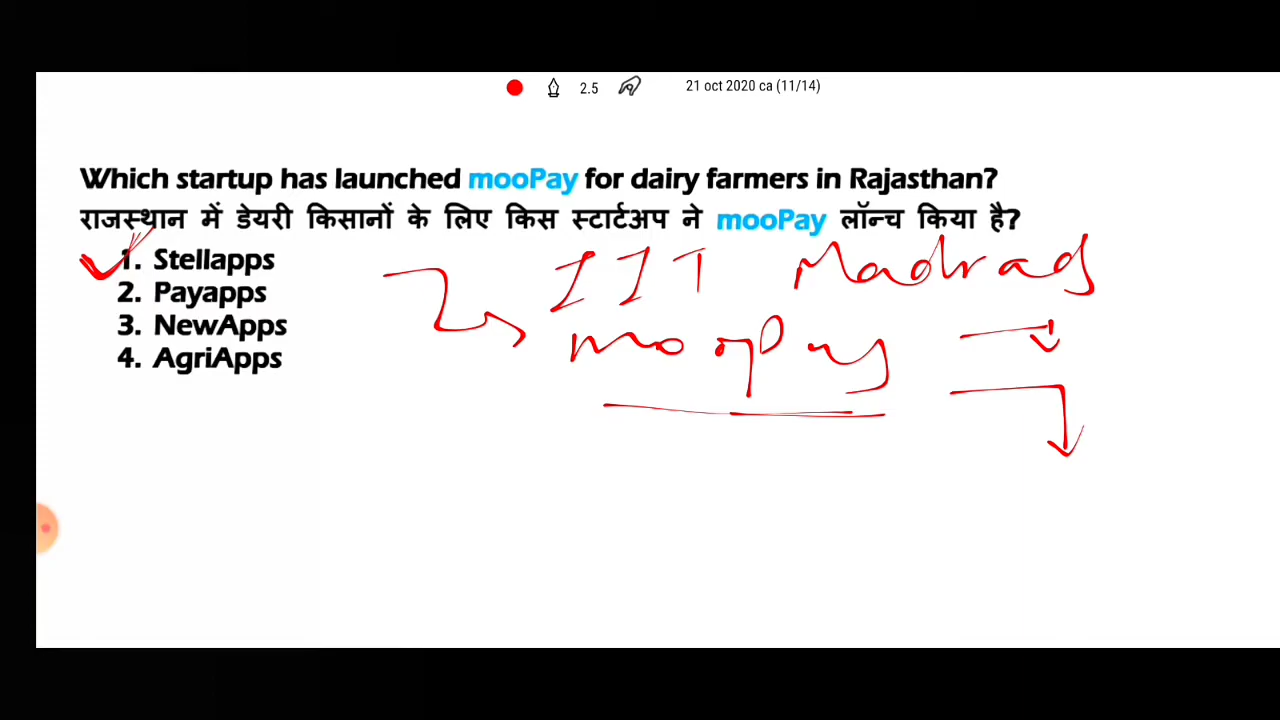 2.5 21 oct 2020 ca (11/14)
Which startup has launched mooPay for dairy farmers in Rajasthan?
राजस्थान में डेयरी किसानों के लिए किस स्टार्टअप ने mooPay लॉन्च किया है?
1. Stellapps
2. Payapps
3. NewApps
4. AgriApps
IIT Madrad
mooPay